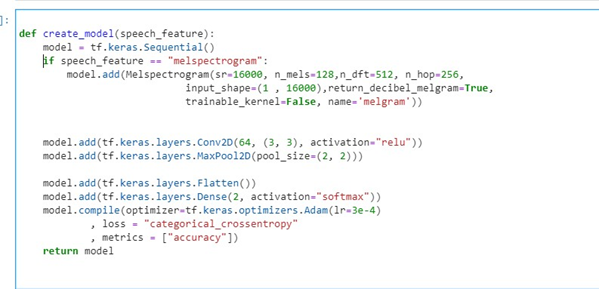 ]:
def create_model(speech_feature):
    model = tf.keras.Sequential()
    if speech_feature == "melspectrogram":
        model.add(Melspectrogram(sr=16000, n_mels=128,n_dft=512, n_hop=256,
                            input_shape=(1 , 16000),return_decibel_melgram=True,
                            trainable_kernel=False, name='melgram'))
    model.add(tf.keras.layers.Conv2D(64, (3, 3), activation="relu"))
    model.add(tf.keras.layers.MaxPool2D(pool_size=(2, 2)))
    model.add(tf.keras.layers.Flatten())
    model.add(tf.keras.layers.Dense(2, activation="softmax"))
    model.compile(optimizer=tf.keras.optimizers.Adam(lr=3e-4)
            , loss = "categorical_crossentropy"
            , metrics = ["accuracy"])
    return model